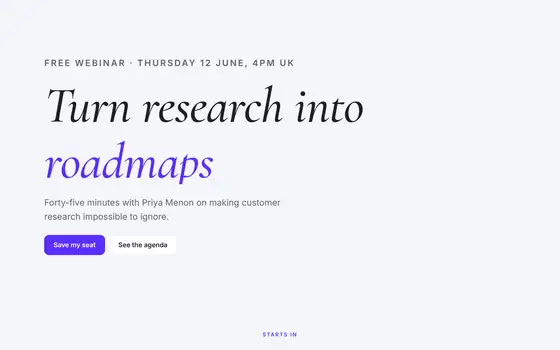 FREE WEBINAR · THURSDAY 12 JUNE, 4PM UK
Turn research into
roadmaps
Forty-five minutes with Priya Menon on making customer
research impossible to ignore.
Save my seat
See the agenda
STARTS IN